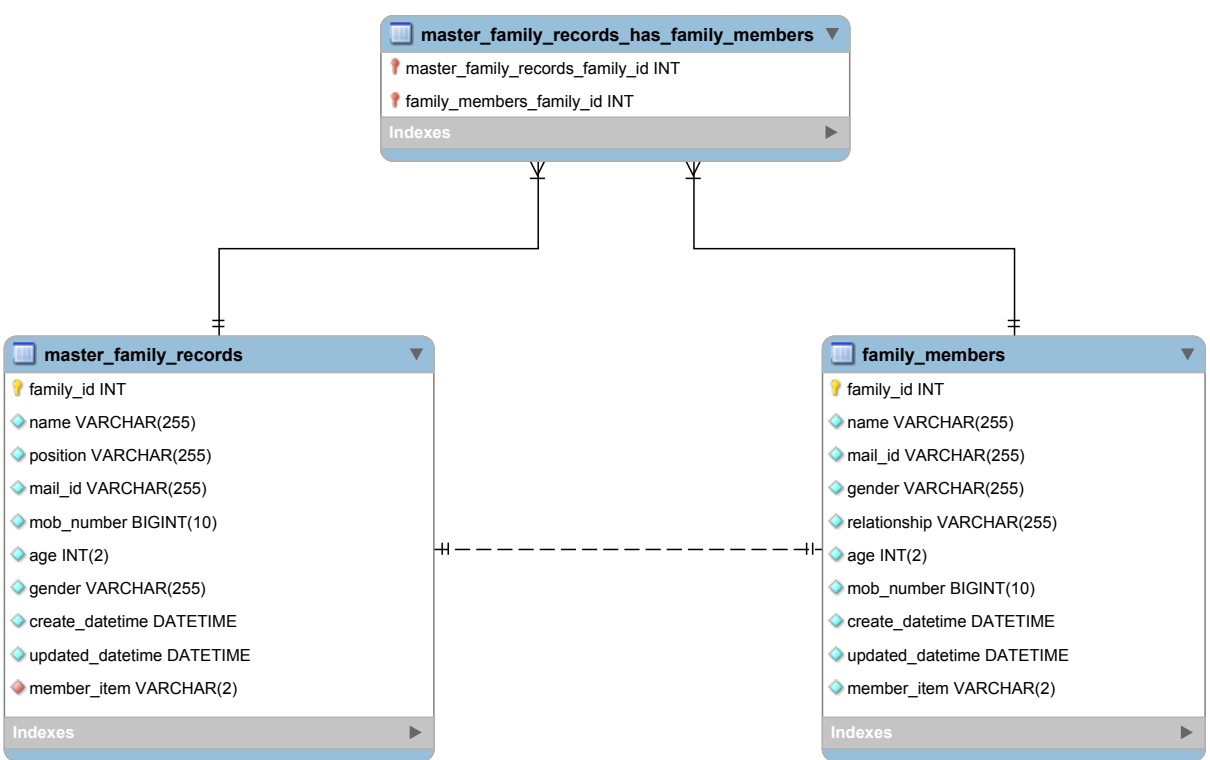 master_family_records_has_family_members
master_family_records_family_id INT
family_members_family_id INT
Indexes
master_family_records
family_id INT
name VARCHAR(255)
position VARCHAR(255)
mail_id VARCHAR(255)
mob_number BIGINT(10)
age INT(2)
gender VARCHAR(255)
create_datetime DATETIME
updated_datetime DATETIME
member_item VARCHAR(2)
Indexes
family_members
family_id INT
name VARCHAR(255)
mail_id VARCHAR(255)
gender VARCHAR(255)
relationship VARCHAR(255)
age INT(2)
mob_number BIGINT(10)
create_datetime DATETIME
updated_datetime DATETIME
member_item VARCHAR(2)
Indexes